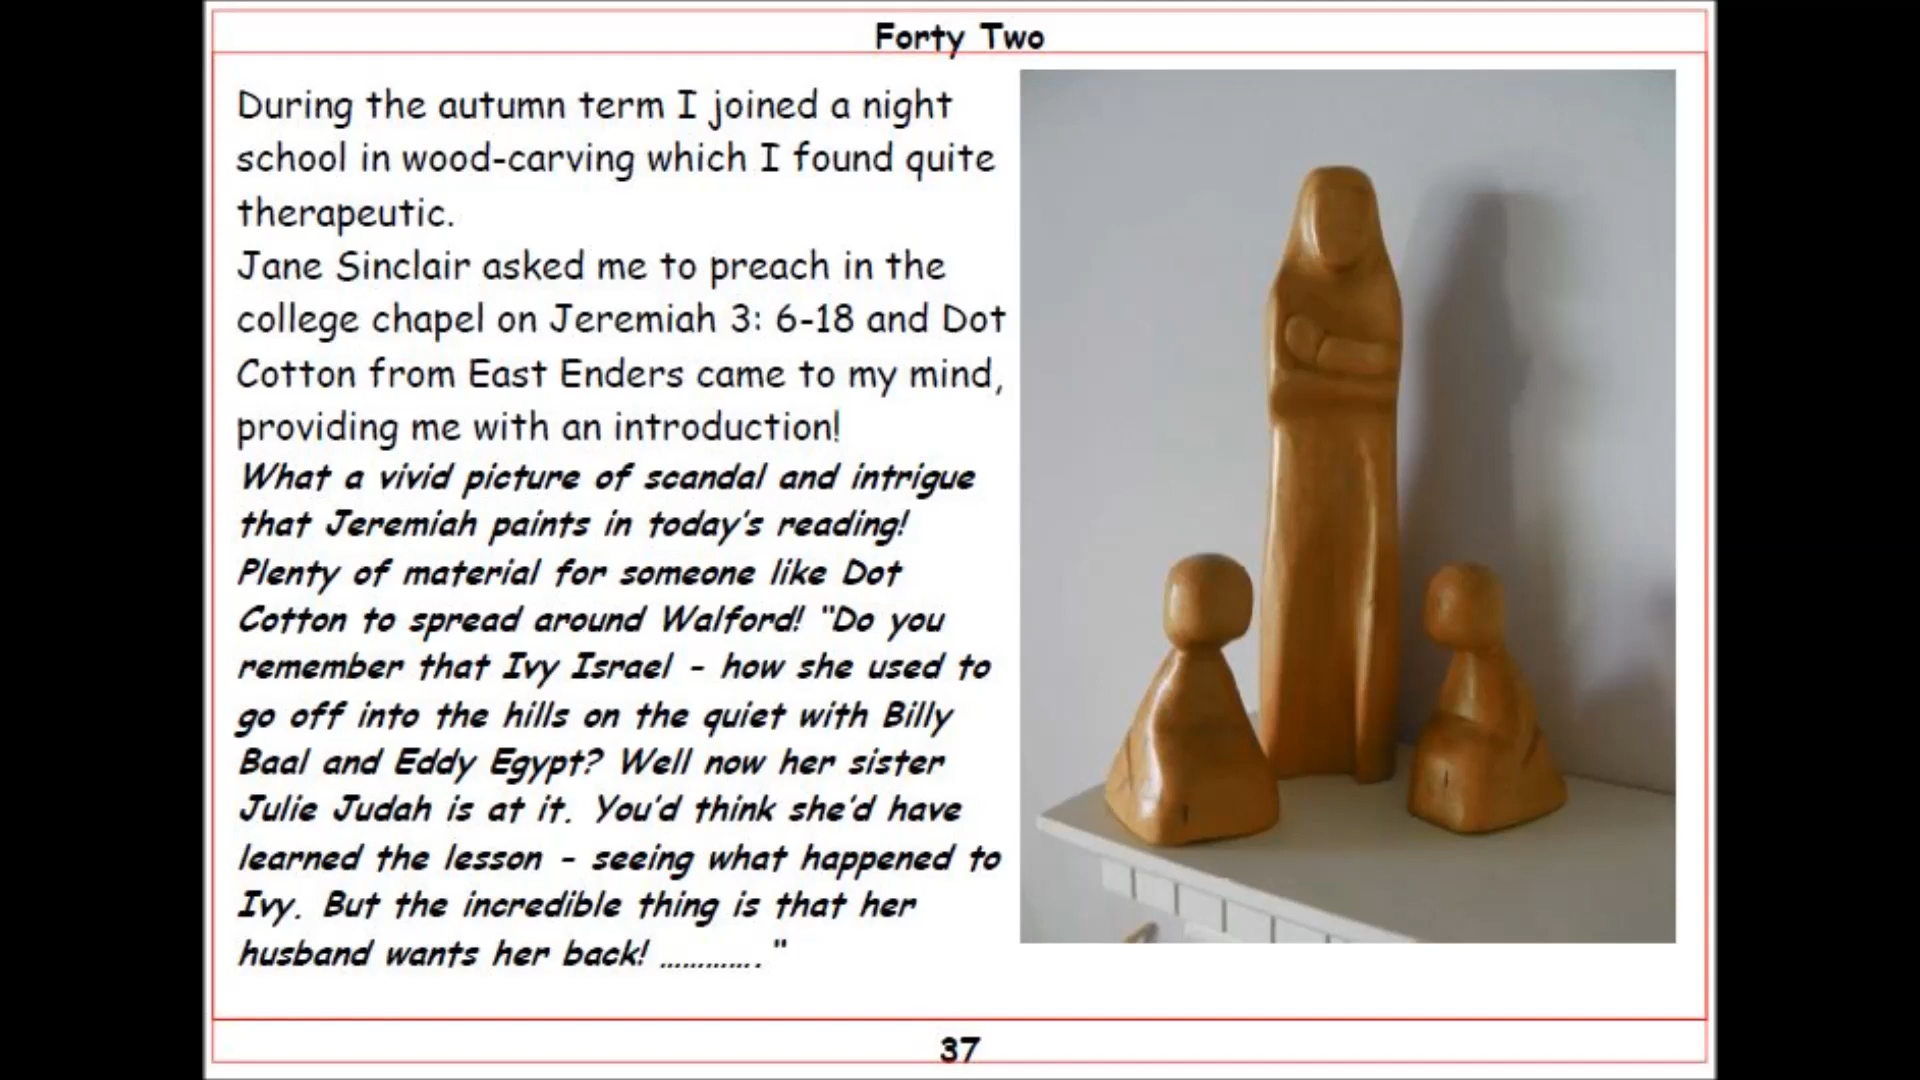 Forty Two
During the autumn term I joined a night
school in wood-carving which I found quite
therapeutic.
Jane Sinclair asked me to preach in the
college chapel on Jeremiah 3: 6-18 and Dot
Cotton from East Enders came to my mind,
providing me with an introduction!
What a vivid picture of scandal and intrigue
that Jeremiah paints in today's reading!
Plenty of material for someone like Dot
Cotton to spread around Walford! "Do you
remember that Ivy Israel - how she used to
go off into the hills on the quiet with Billy
Baal and Eddy Egypt? Well now her sister
Julie Judah is at it. You'd think she'd have
learned the lesson - seeing what happened to
Ivy. But the incredible thing is that her
husband wants her back! …………. "
37